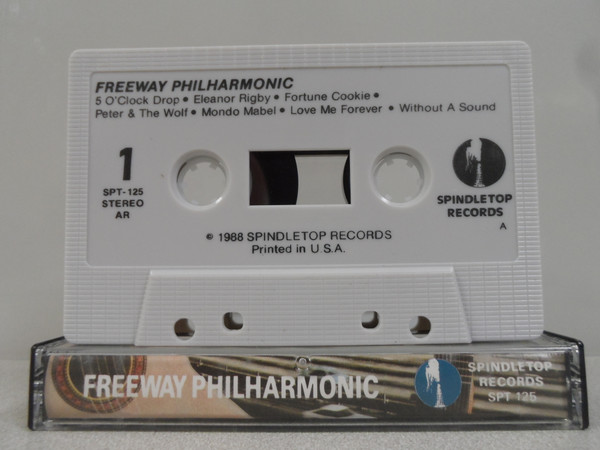 FREEWAY PHILHARMONIC
5 O'Clock Drop • Eleanor Rigby • Fortune Cookie •
Peter & The Wolf • Mondo Mabel • Love Me Forever • Without A Sound
1
SPT-125
STEREO
AR
SPINDLETOP
RECORDS
A
© 1988 SPINDLETOP RECORDS
Printed in U.S.A.
FREEWAY PHILHARMONIC
SPINDLETOP
RECORDS
SPT 125